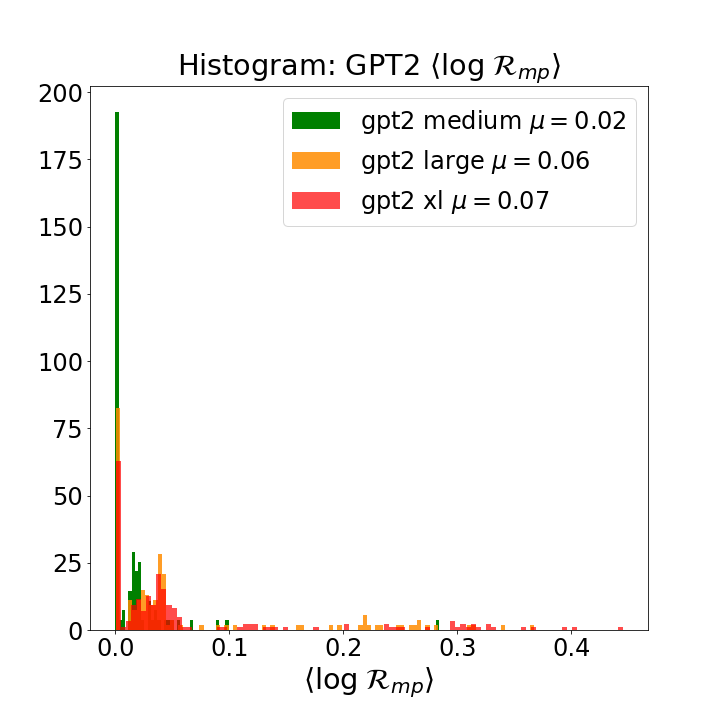 Histogram: GPT2 ⟨log ℛ_mp⟩
200
175
150
125
100
75
50
25
0
gpt2 medium μ = 0.02
gpt2 large μ = 0.06
gpt2 xl μ = 0.07
0.0 0.1 0.2 0.3 0.4
⟨log ℛ_mp⟩